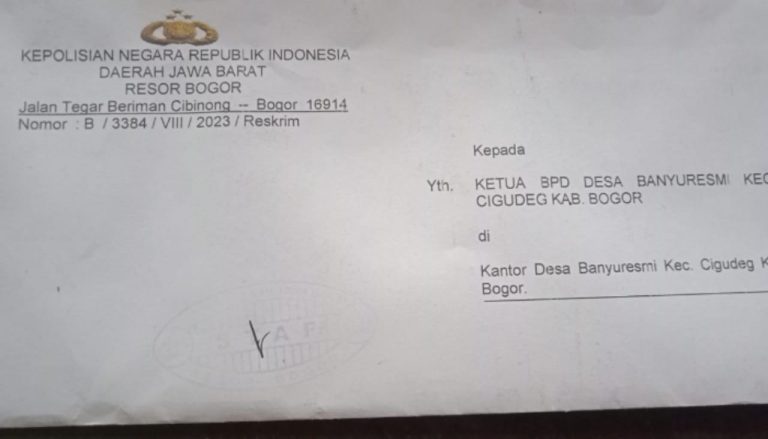 KEPOLISIAN NEGARA REPUBLIK INDONESIA
DAERAH JAWA BARAT
RESOR BOGOR
Jalan Tegar Beriman Cibinong -- Bogor 16914
Nomor : B / 3384 / VIII / 2023 / Reskrim
Kepada
Yth. KETUA BPD DESA BANYURESMI KEC
CIGUDEG KAB. BOGOR
di
Kantor Desa Banyuresmi Kec. Cigudeg K
Bogor.